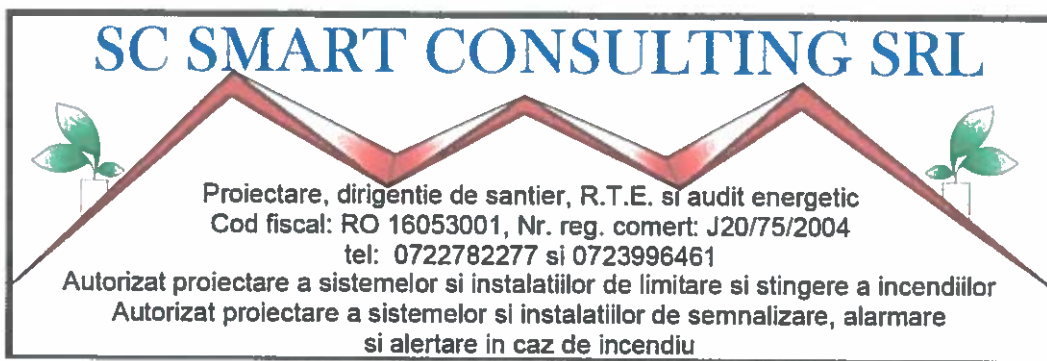 SC SMART CONSULTING SRL
Proiectare, dirigentie de santier, R.T.E. si audit energetic
Cod fiscal: RO 16053001, Nr. reg. comert: J20/75/2004
tel: 0722782277 si 0723996461
Autorizat proiectare a sistemelor si instalatiilor de limitare si stingere a incendiilor
Autorizat proiectare a sistemelor si instalatiilor de semnalizare, alarmare
si alertare in caz de incendiu